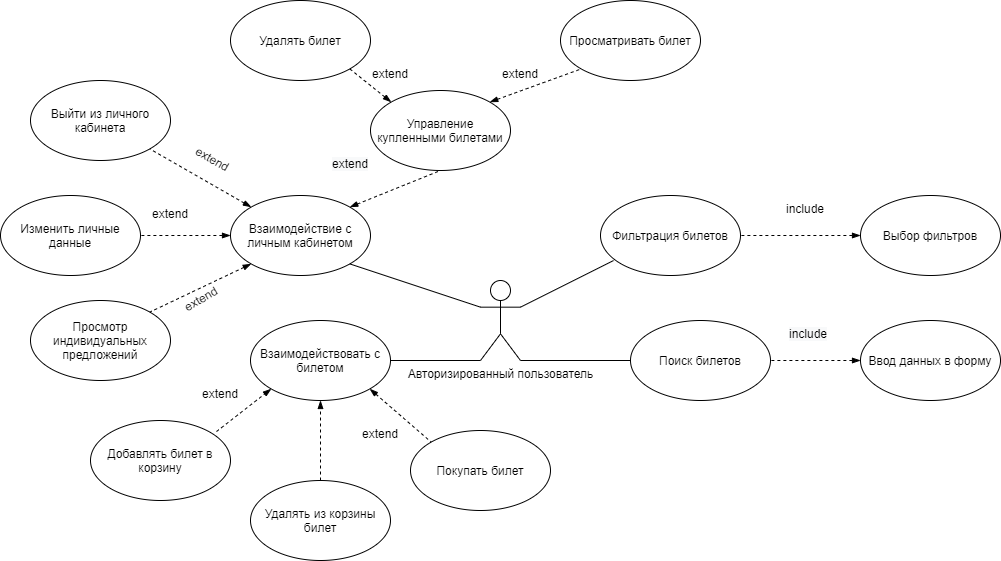 Удалять билет
Просматривать билет
extend
extend
Выйти из личного
кабинета
Управление
купленными билетами
extend
extend
Изменить личные
данные
extend
Взаимодействие с
личным кабинетом
Фильтрация билетов
include
Выбор фильтров
extend
Просмотр
индивидуальных
предложений
Взаимодействовать с
билетом
Авторизированный пользователь
Поиск билетов
include
Ввод данных в форму
extend
extend
Добавлять билет в
корзину
Покупать билет
Удалять из корзины
билет